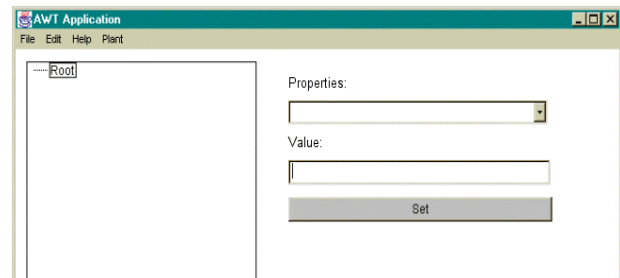 AWT Application
File Edit Help Plant
Root
Properties:
Value:
Set